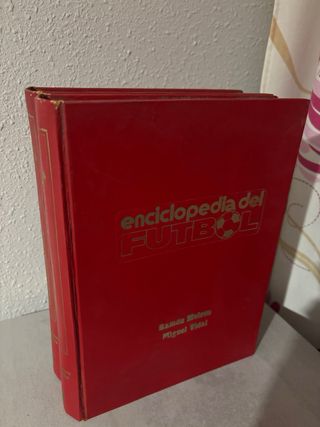 enciclopedia del
FUTBOL
Ramón Melcón
Miguel Vidal